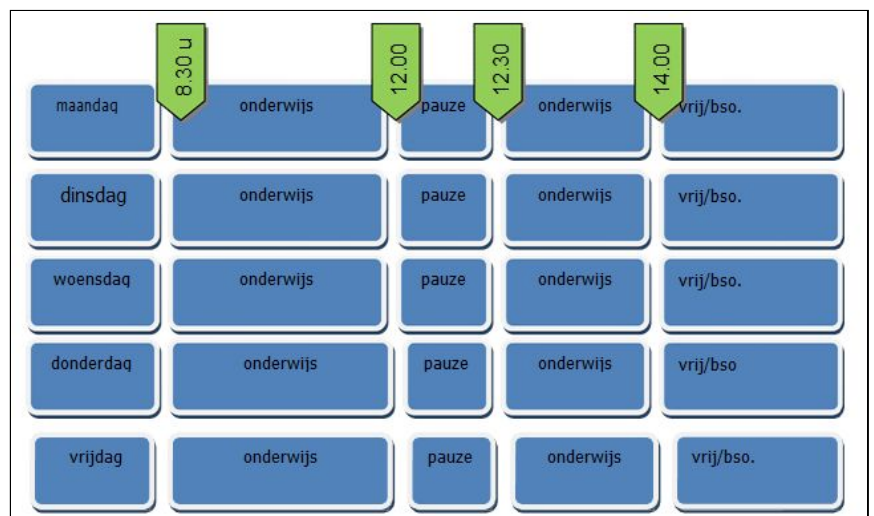 8.30 u 12.00 12.30 14.00
maandag onderwijs pauze onderwijs vrij/bso.
dinsdag onderwijs pauze onderwijs vrij/bso.
woensdag onderwijs pauze onderwijs vrij/bso.
donderdag onderwijs pauze onderwijs vrij/bso
vrijdag onderwijs pauze onderwijs vrij/bso.